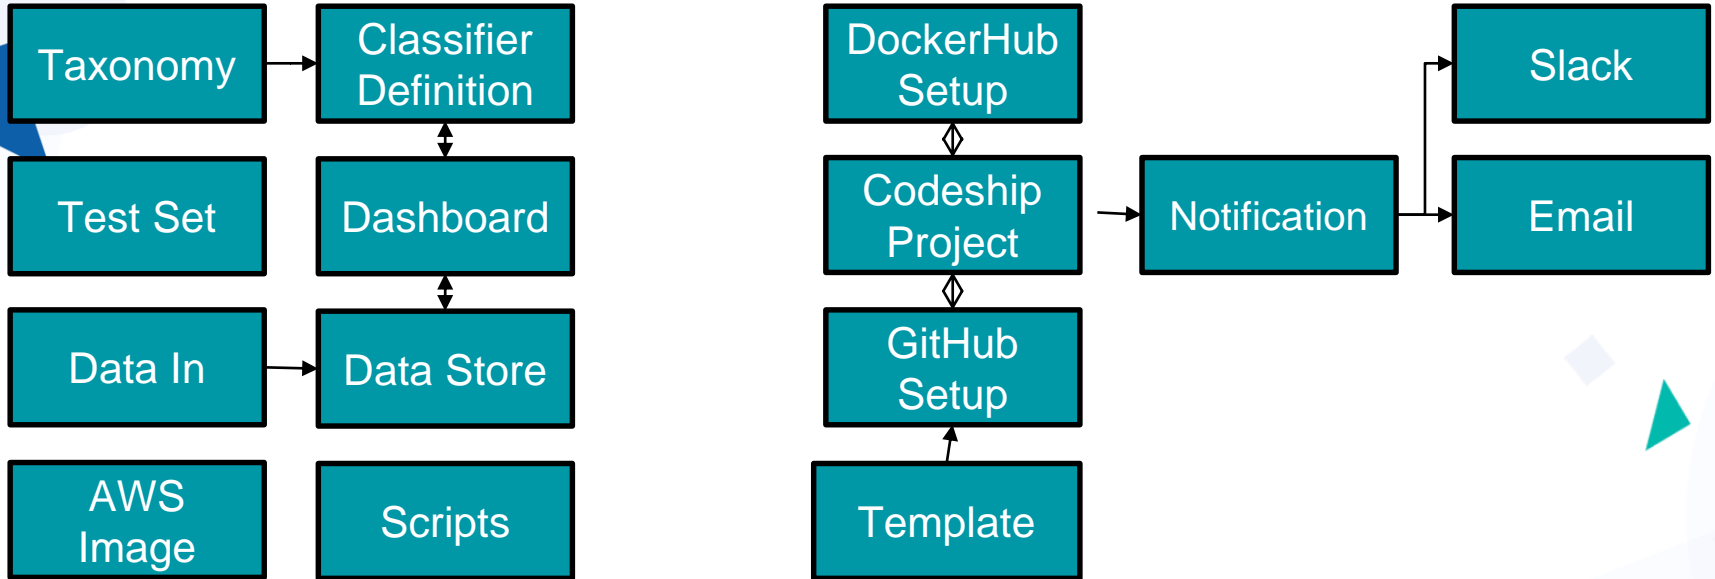 Taxonomy
Classifier
Definition
DockerHub
Setup
Slack
Test Set
Dashboard
Codeship
Project
Notification
Email
Data In
Data Store
GitHub
Setup
AWS
Image
Scripts
Template